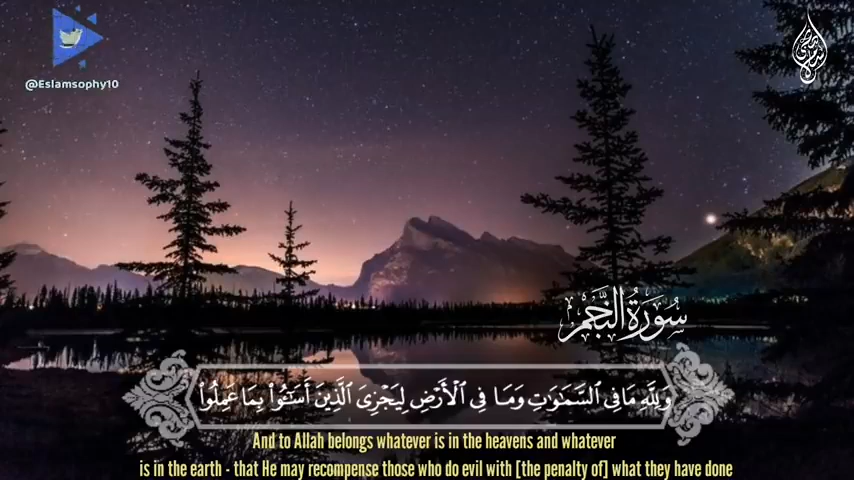 @Eslamsophy10
سُورَةُ النَّجْمِ
وَلِلَّهِ مَا فِى ٱلسَّمَٰوَٰتِ وَمَا فِى ٱلْأَرْضِ لِيَجْزِىَ ٱلَّذِينَ أَسَٰٓـُٔوا۟ بِمَا عَمِلُوا۟
And to Allah belongs whatever is in the heavens and whatever
is in the earth - that He may recompense those who do evil with [the penalty of] what they have done